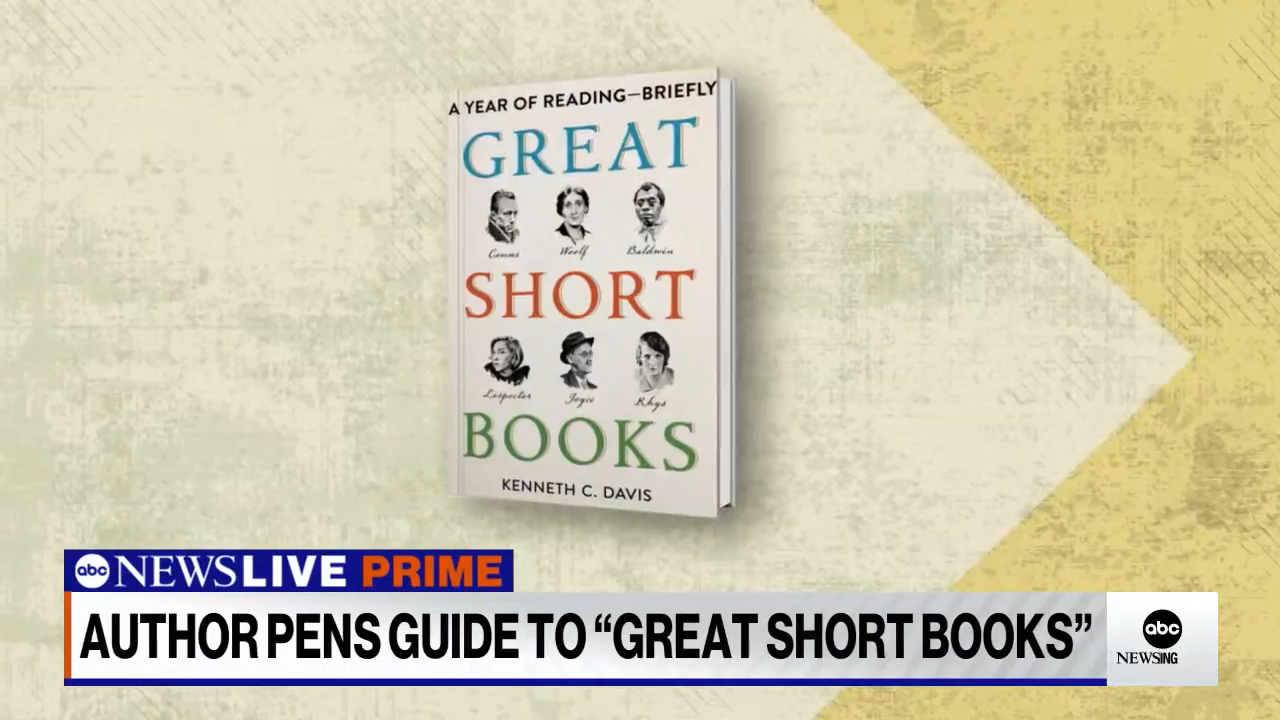 A YEAR OF READING—BRIEFLY
GREAT
Camus Woolf Baldwin
SHORT
Lispector Joyce Rhys
BOOKS
KENNETH C. DAVIS
abc NEWS LIVE PRIME
AUTHOR PENS GUIDE TO “GREAT SHORT BOOKS”
abc
NEWS